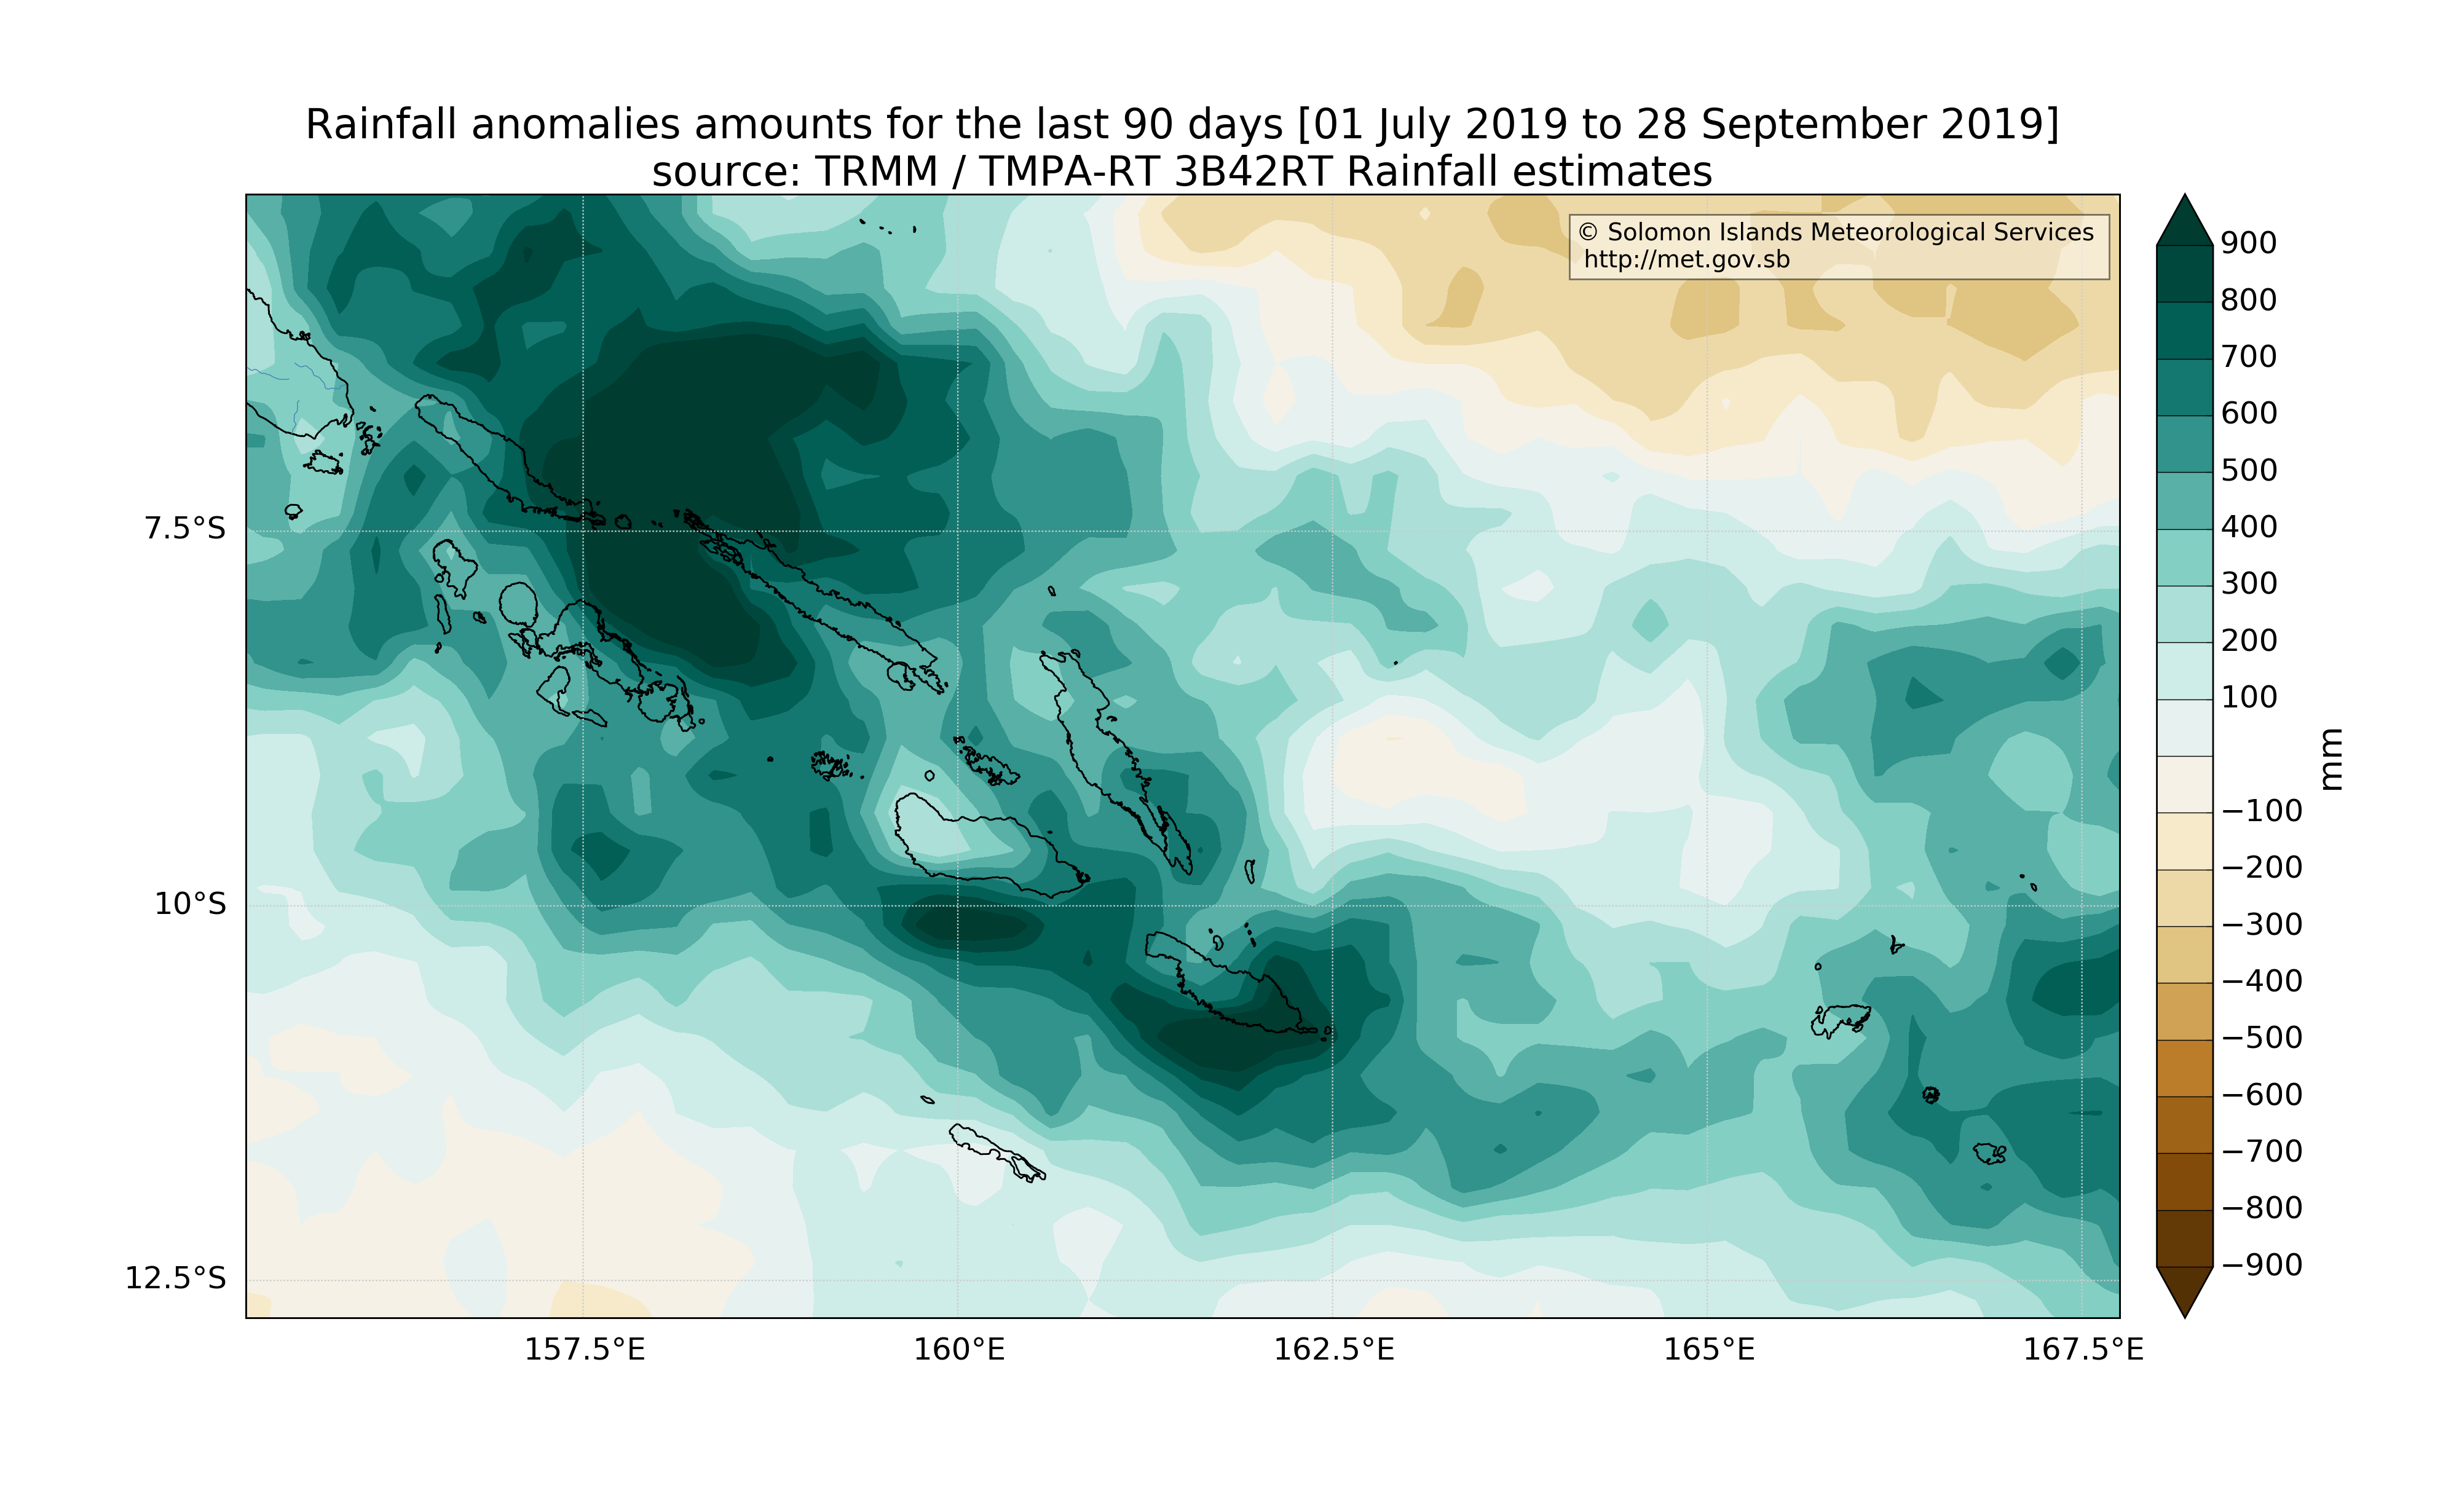 Rainfall anomalies amounts for the last 90 days [01 July 2019 to 28 September 2019]
source: TRMM / TMPA-RT 3B42RT Rainfall estimates
© Solomon Islands Meteorological Services
http://met.gov.sb
7.5°S
10°S
12.5°S
157.5°E
160°E
162.5°E
165°E
167.5°E
900
800
700
600
500
400
300
200
100
−100
−200
−300
−400
−500
−600
−700
−800
−900
mm